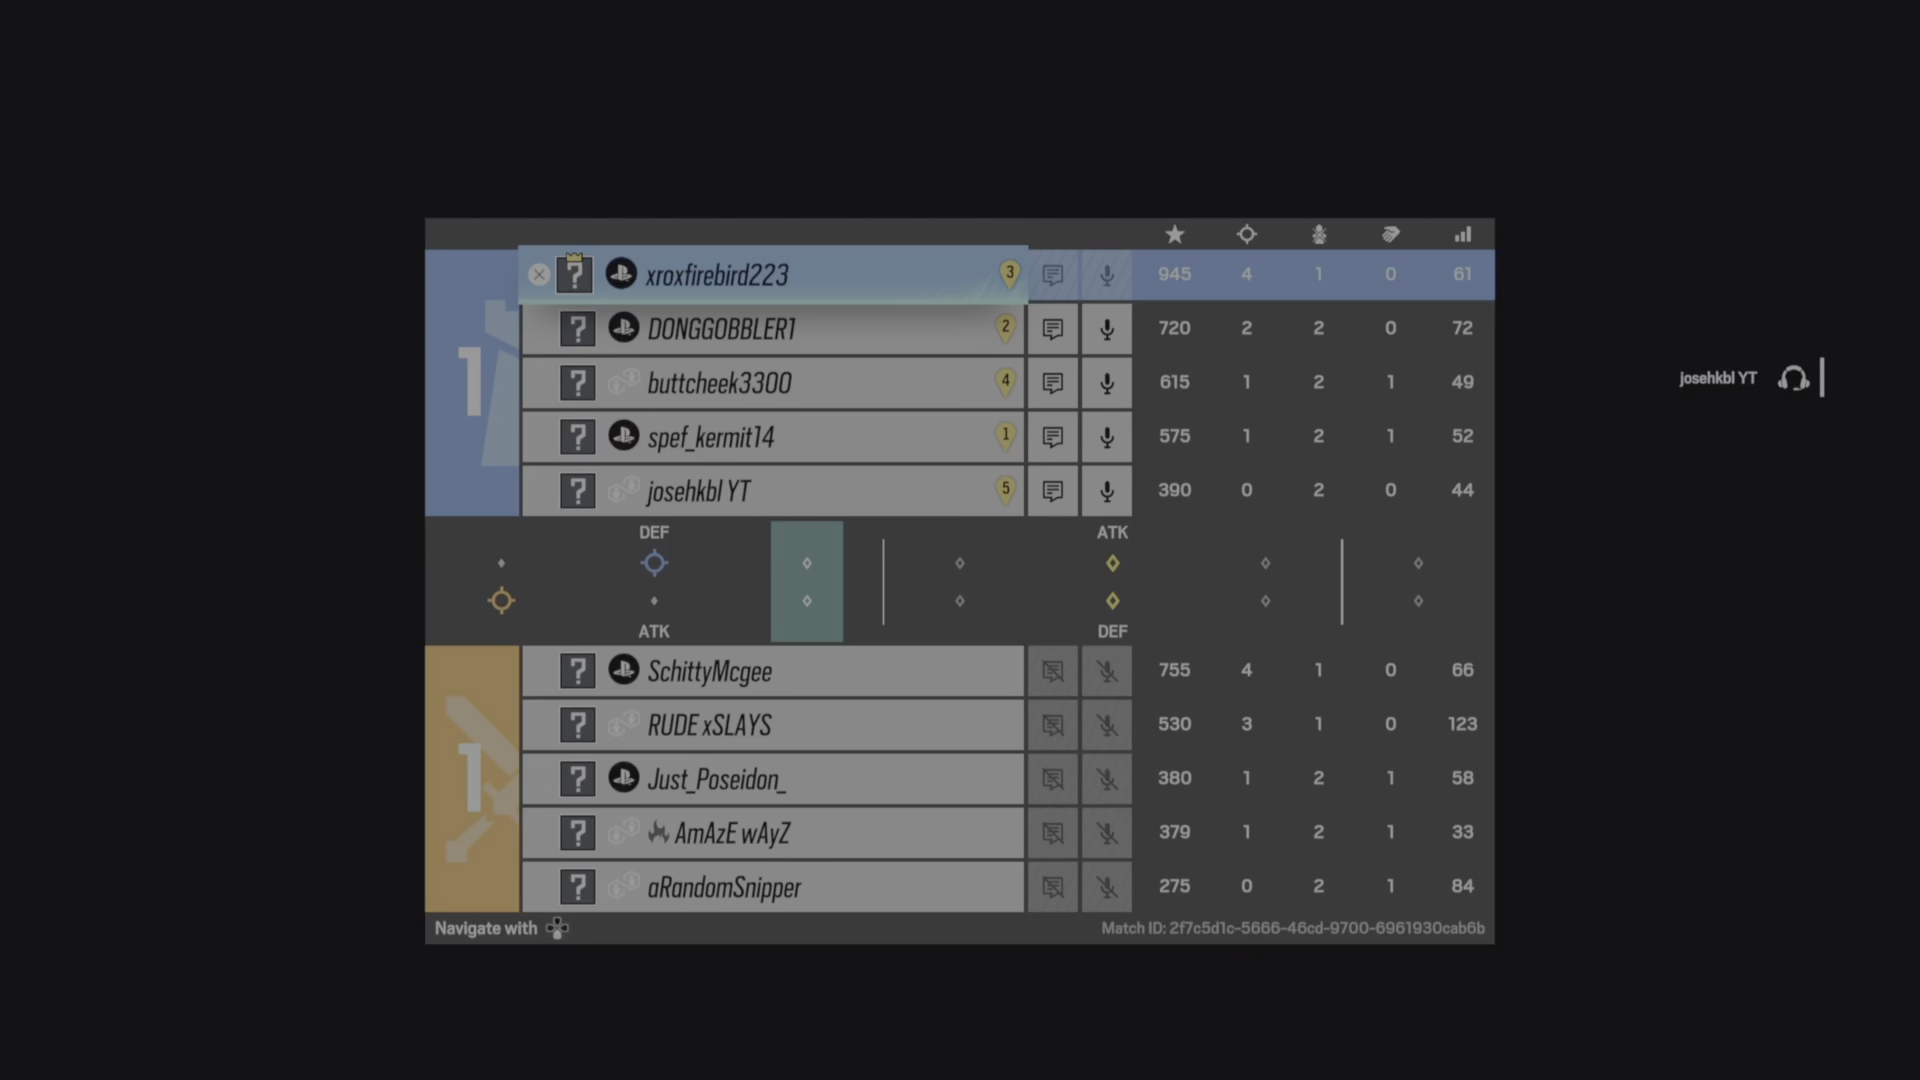 xroxfirebird223 3 945 4 1 0 61
DONGGOBBLER1 2 720 2 2 0 72
1
buttcheek3300 4 615 1 2 1 49
josehkbl YT
spef_kermit14 1 575 1 2 1 52
josehkbl YT 5 390 0 2 0 44
DEF ATK
ATK DEF
SchittyMcgee 755 4 1 0 66
RUDE xSLAYS 530 3 1 0 123
1
Just_Poseidon_ 380 1 2 1 58
AmAzE wAyZ 379 1 2 1 33
aRandomSnipper 275 0 2 1 84
Navigate with
Match ID: 2f7c5d1c-5666-46cd-9700-6961930cab6b